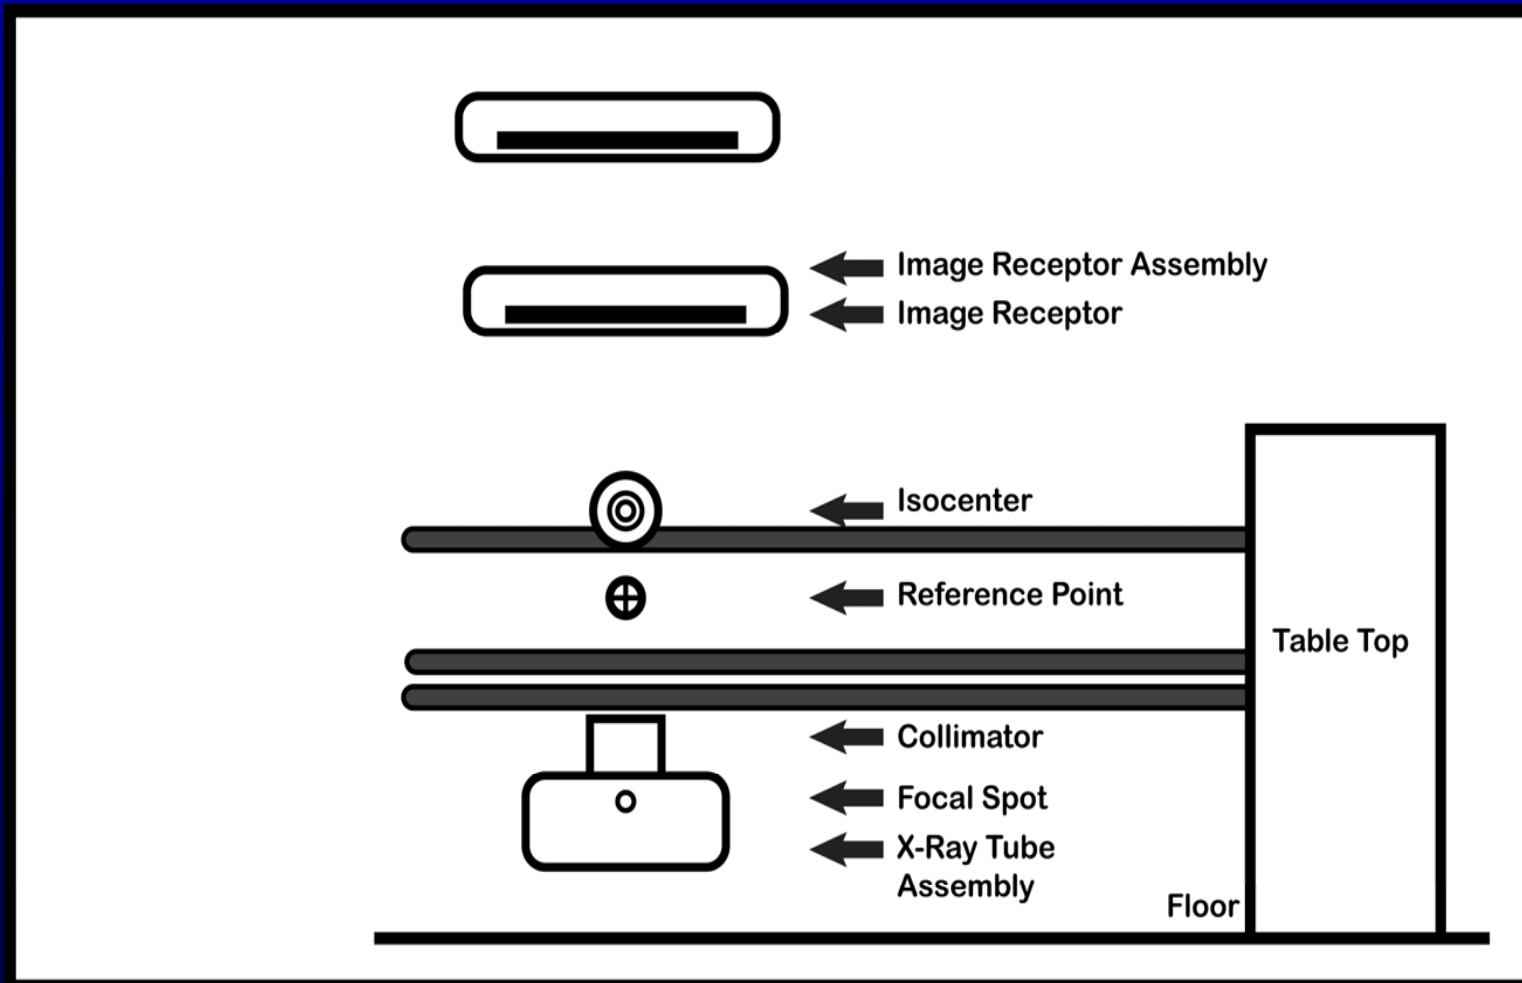 Image Receptor Assembly
Image Receptor
Isocenter
Reference Point
Table Top
Collimator
Focal Spot
X-Ray Tube
Assembly
Floor